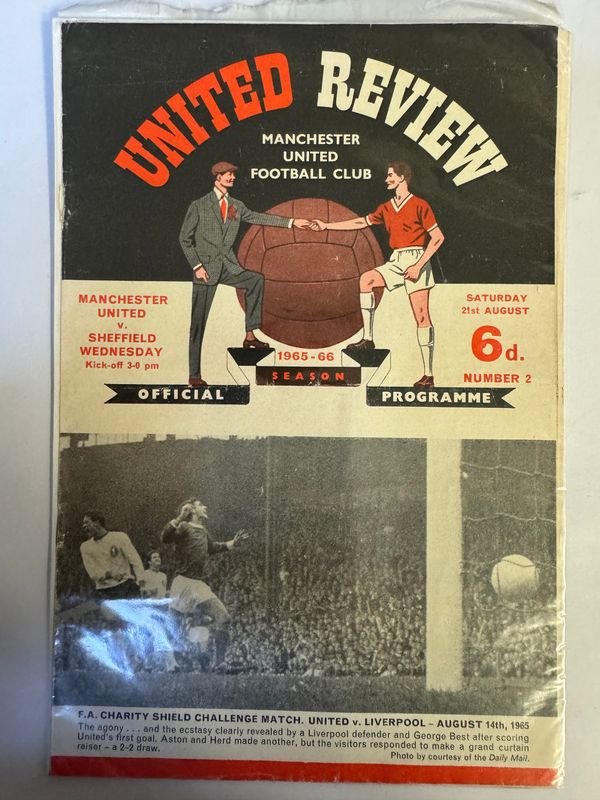 UNITED REVIEW
MANCHESTER
UNITED
FOOTBALL CLUB
MANCHESTER
UNITED
v.
SHEFFIELD
WEDNESDAY
Kick-off 3-0 pm
SATURDAY
21st AUGUST
6d.
NUMBER 2
1965-66
SEASON
OFFICIAL
PROGRAMME
F.A. CHARITY SHIELD CHALLENGE MATCH. UNITED v. LIVERPOOL – AUGUST 14th, 1965
The agony . . . and the ecstasy clearly revealed by a Liverpool defender and George Best after scoring
United's first goal. Aston and Herd made another, but the visitors responded to make a grand curtain
raiser – a 2-2 draw.
Photo by courtesy of the Daily Mail.